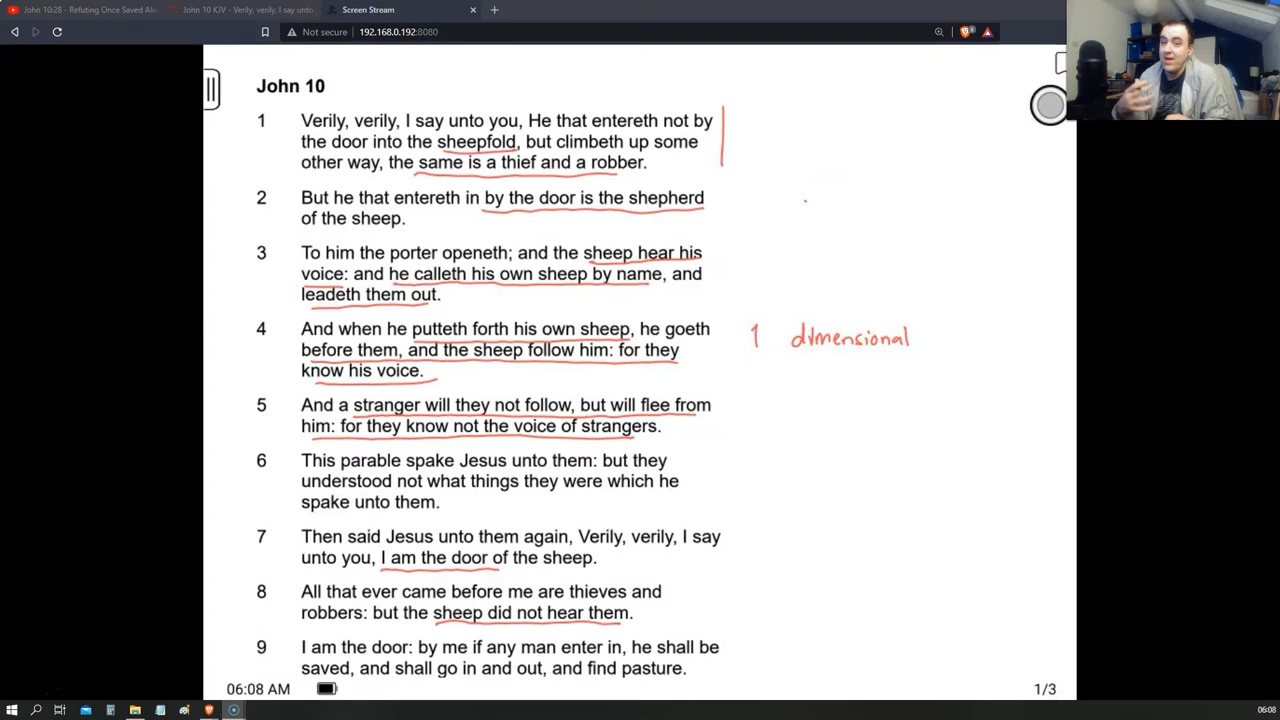 John 10:28 - Refuting Once Saved Alw
John 10 KJV - Verily, verily, I say unto
Screen Stream
Not secure
192.168.0.192:8080
John 10
1 Verily, verily, I say unto you, He that entereth not by
the door into the sheepfold, but climbeth up some
other way, the same is a thief and a robber.
2 But he that entereth in by the door is the shepherd
of the sheep.
3 To him the porter openeth; and the sheep hear his
voice: and he calleth his own sheep by name, and
leadeth them out.
4 And when he putteth forth his own sheep, he goeth
before them, and the sheep follow him: for they
know his voice.
1 dimensional
5 And a stranger will they not follow, but will flee from
him: for they know not the voice of strangers.
6 This parable spake Jesus unto them: but they
understood not what things they were which he
spake unto them.
7 Then said Jesus unto them again, Verily, verily, I say
unto you, I am the door of the sheep.
8 All that ever came before me are thieves and
robbers: but the sheep did not hear them.
9 I am the door: by me if any man enter in, he shall be
saved, and shall go in and out, and find pasture.
06:08 AM
1/3
06:08